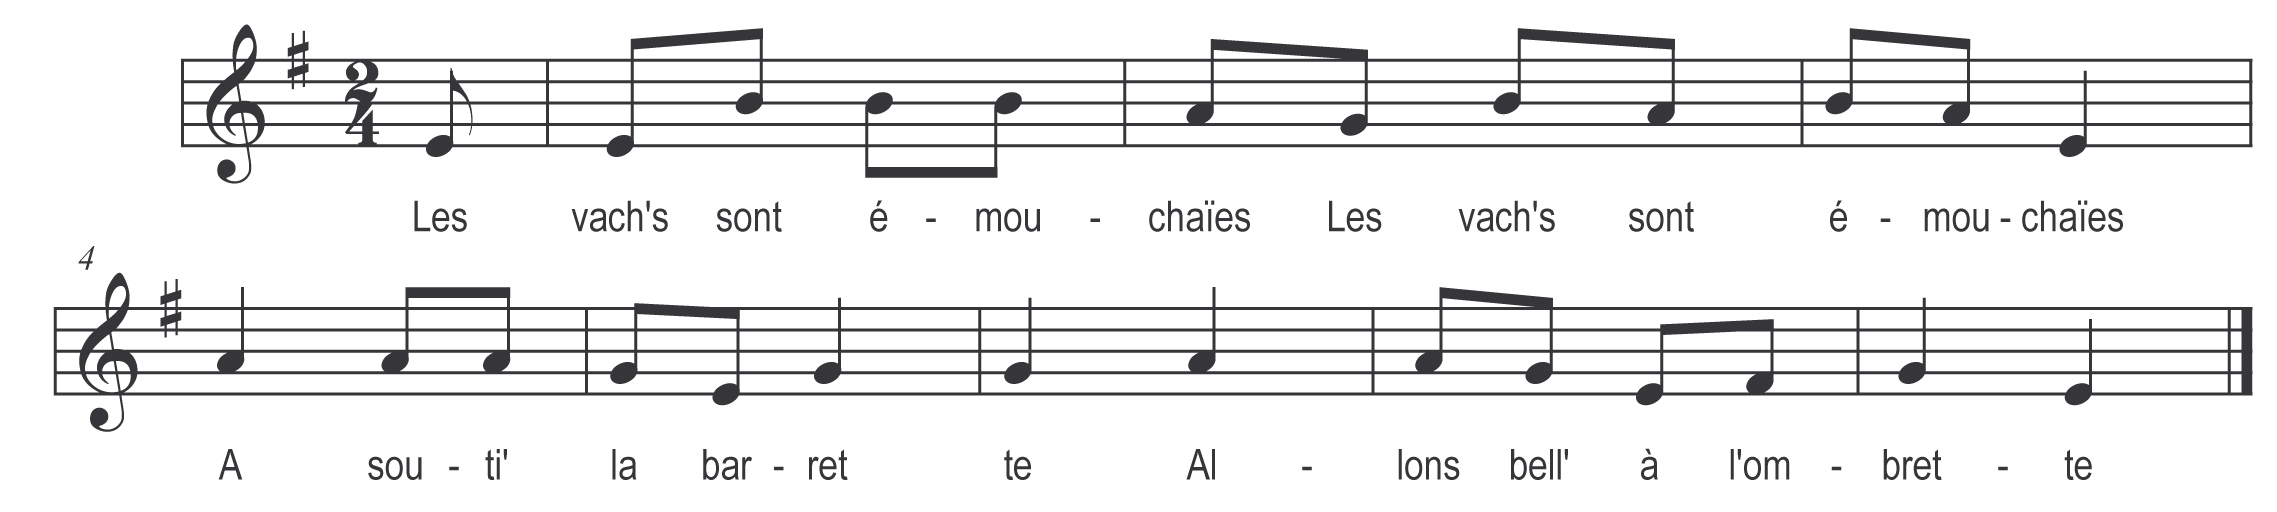 Les vach's sont é - mou - chaïes Les vach's sont é - mou - chaïes
4
A sou - ti' la bar - ret te Al - lons bell' à l'om - bret - te